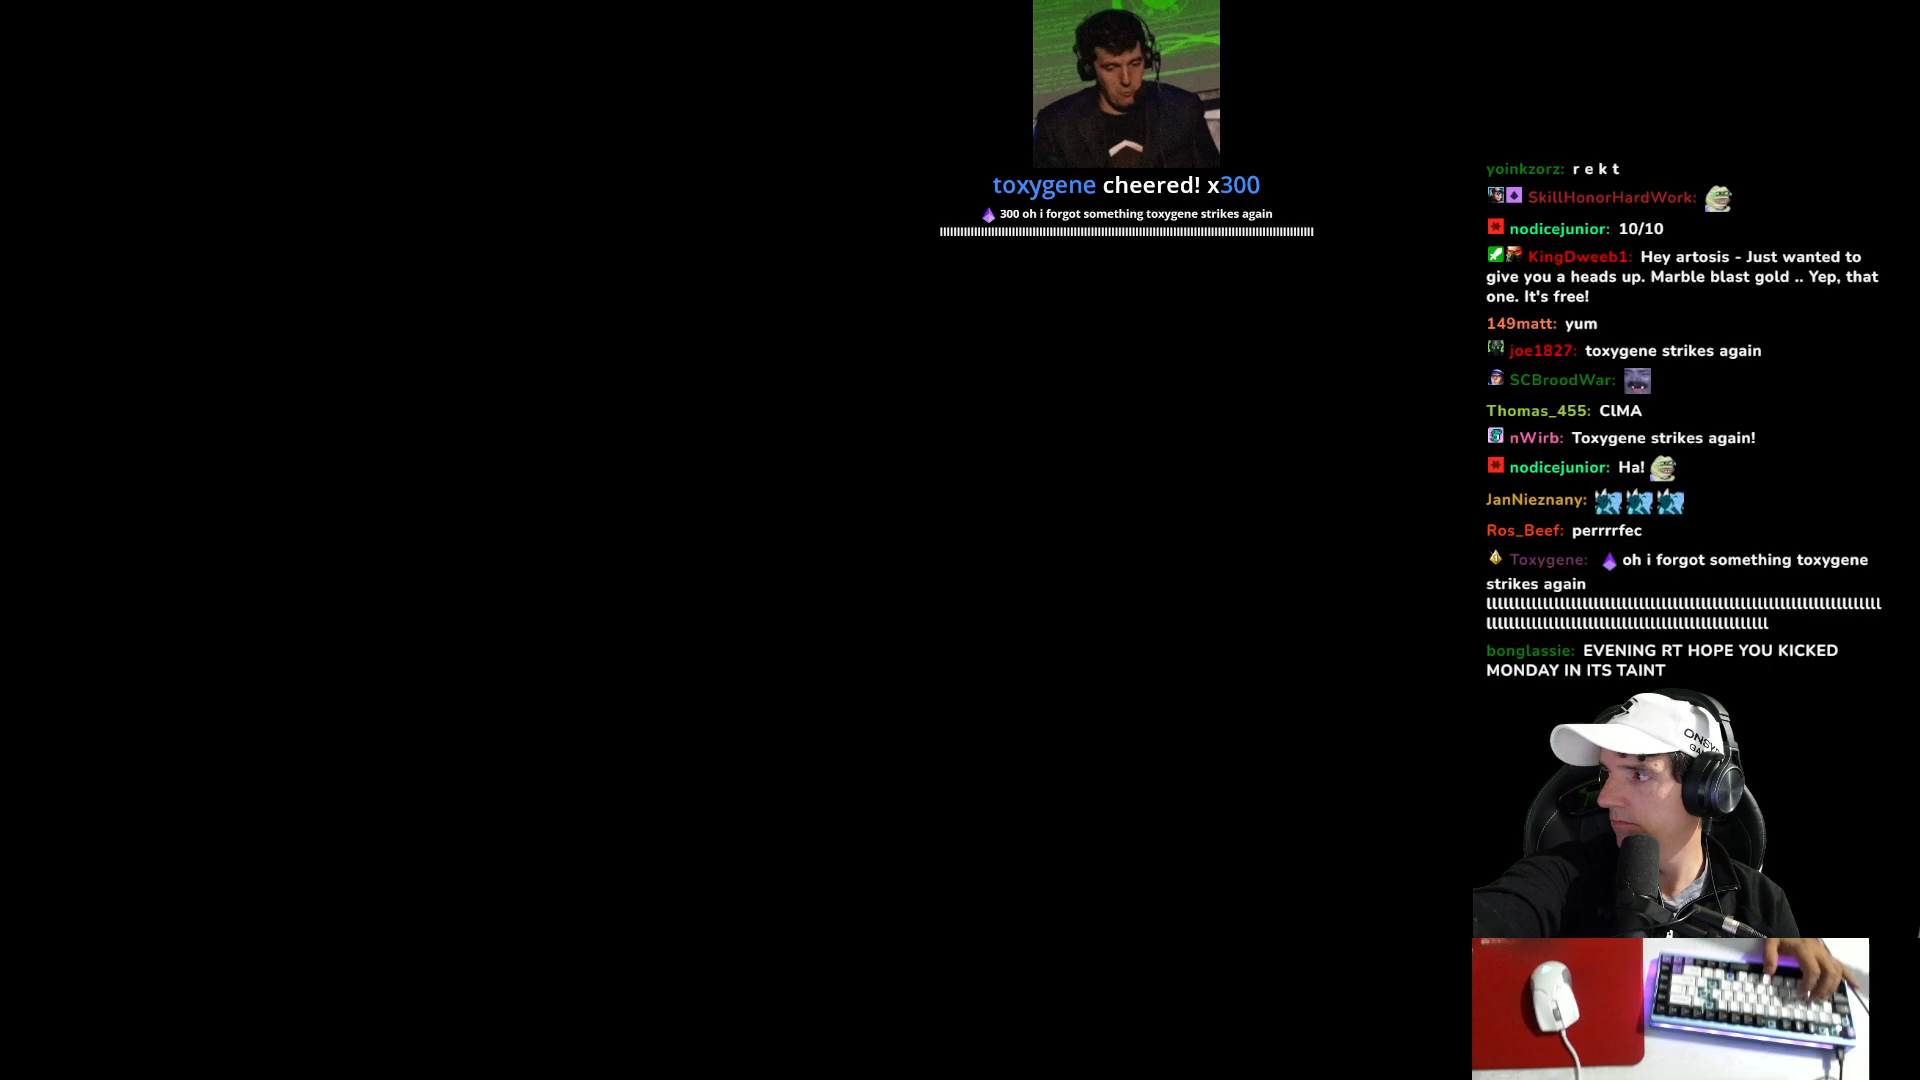 toxygene cheered! x300
300 oh i forgot something toxygene strikes again
yoinkzorz: r e k t
SkillHonorHardWork:
nodicejunior: 10/10
KingDweeb1: Hey artosis - Just wanted to
give you a heads up. Marble blast gold .. Yep, that
one. It's free!
149matt: yum
joe1827: toxygene strikes again
SCBroodWar:
Thomas_455: ClMA
nWirb: Toxygene strikes again!
nodicejunior: Ha!
JanNieznany:
Ros_Beef: perrrrfec
Toxygene: oh i forgot something toxygene
strikes again
bonglassie: EVENING RT HOPE YOU KICKED
MONDAY IN ITS TAINT